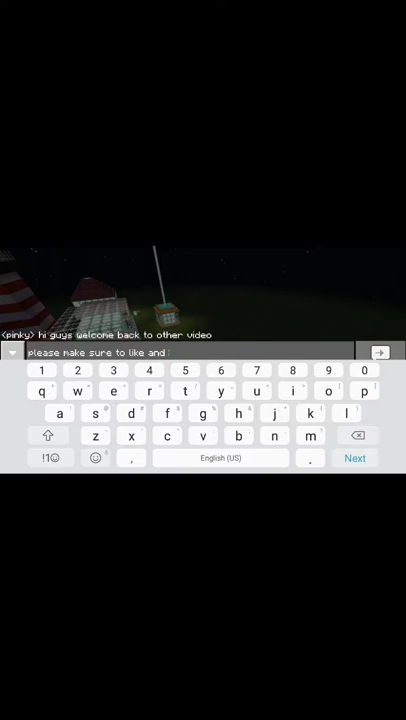 <pinky> hi guys welcome back to other video
please make sure to like and
1 2 3 4 5 6 7 8 9 0
q w e r t y u i o p
a s d f g h j k l
z x c v b n m
!1☺ , English (US) . Next